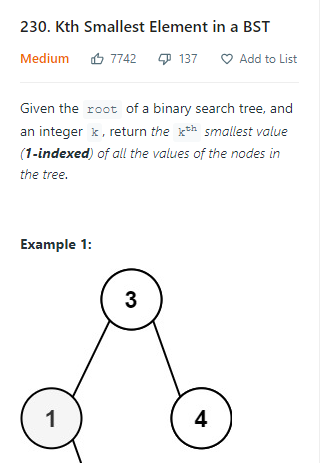 230. Kth Smallest Element in a BST
Medium 7742 137 Add to List
Given the root of a binary search tree, and
an integer k, return the kth smallest value
(1-indexed) of all the values of the nodes in
the tree.
Example 1:
3
1 4